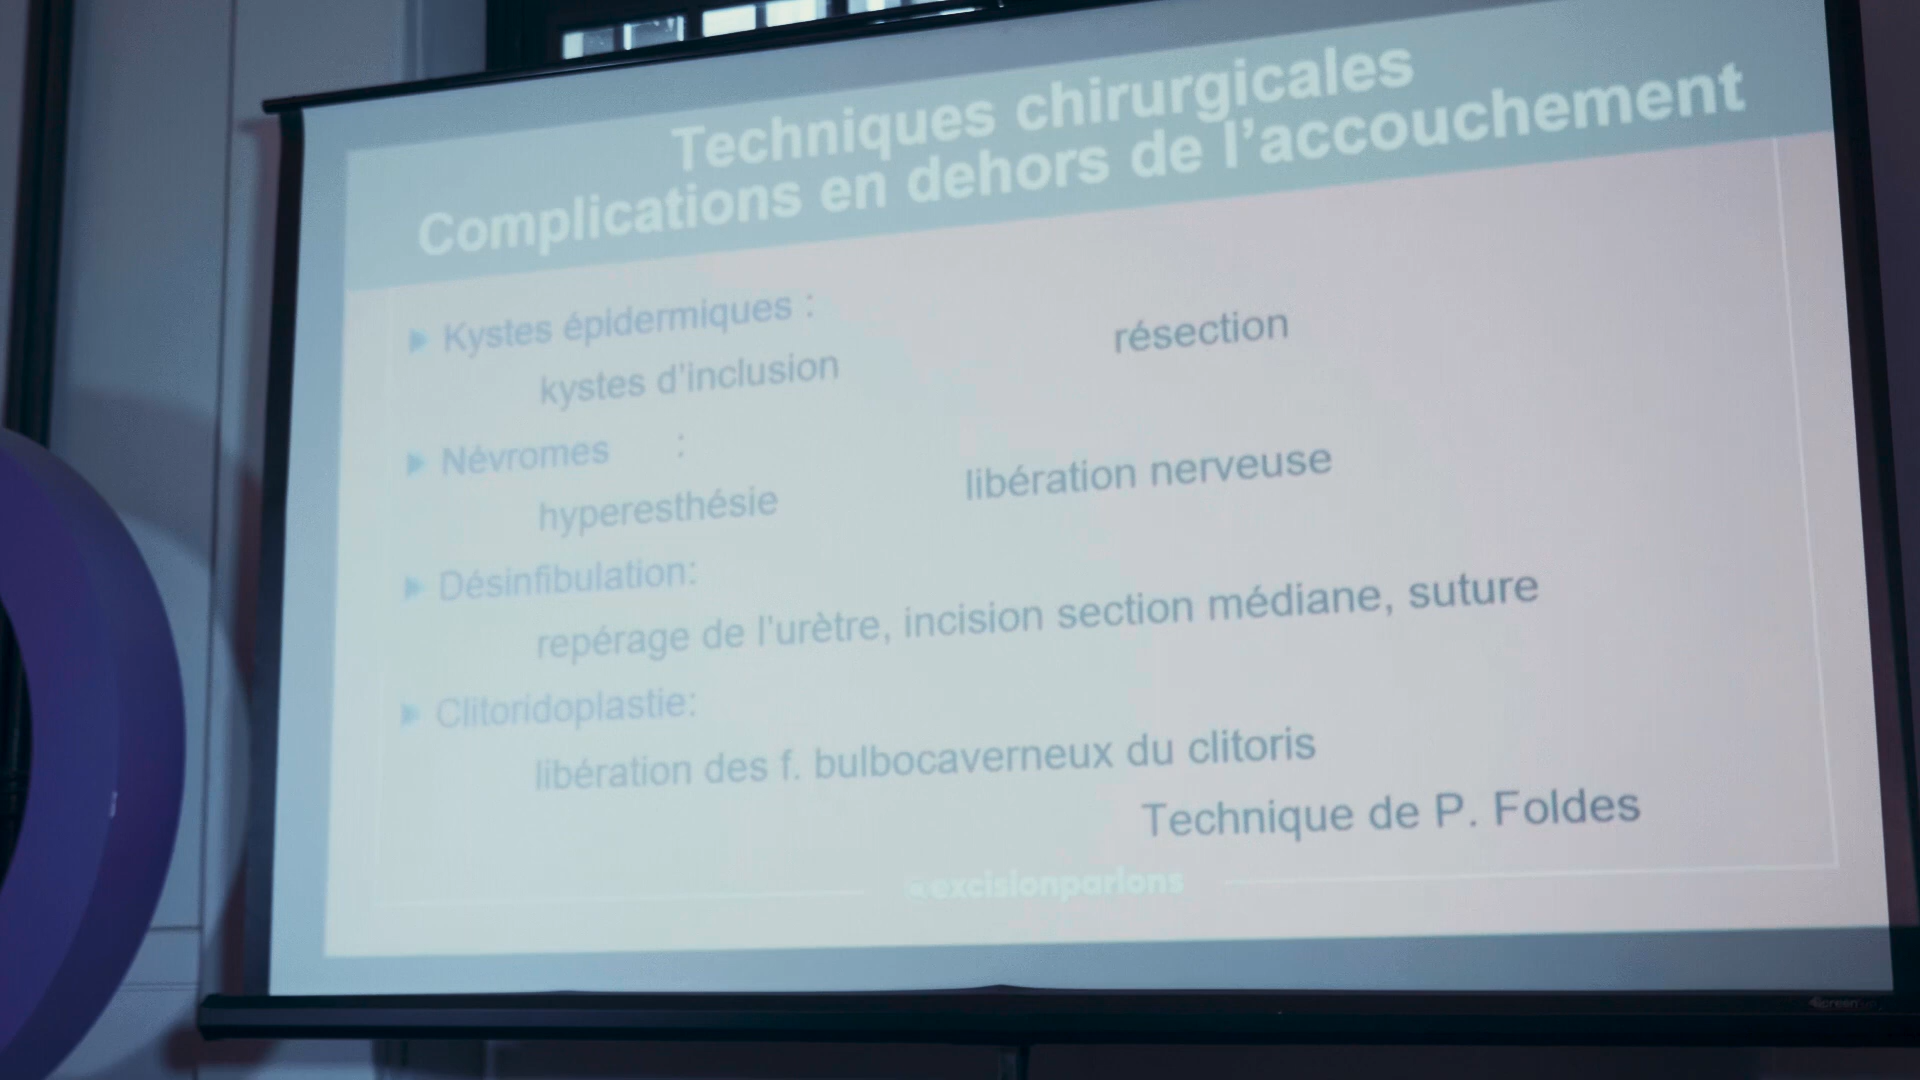 Techniques chirurgicales
Complications en dehors de l'accouchement
Kystes épidermiques :
résection
kystes d'inclusion
Névromes :
libération nerveuse
hyperesthésie
Désinfibulation:
repérage de l'urètre, incision section médiane, suture
Clitoridoplastie:
libération des f. bulbocaverneux du clitoris
Technique de P. Foldes
@excisionparlons